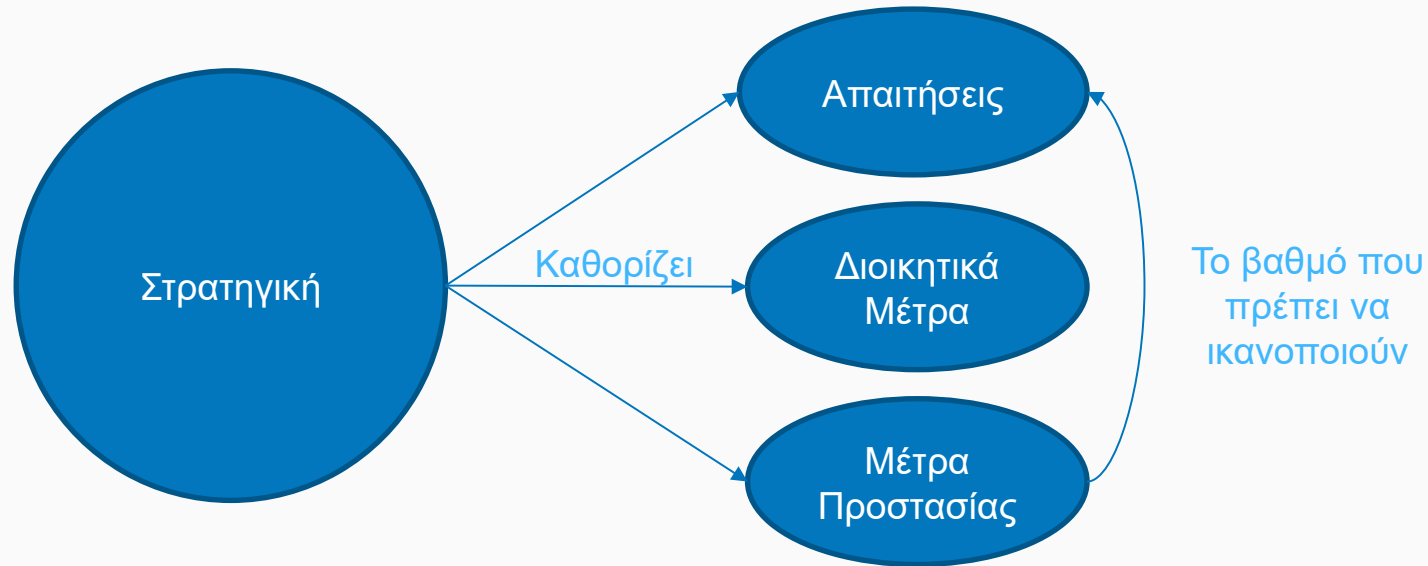 Στρατηγική
Καθορίζει
Απαιτήσεις
Διοικητικά
Μέτρα
Μέτρα
Προστασίας
Το βαθμό που
πρέπει να
ικανοποιούν